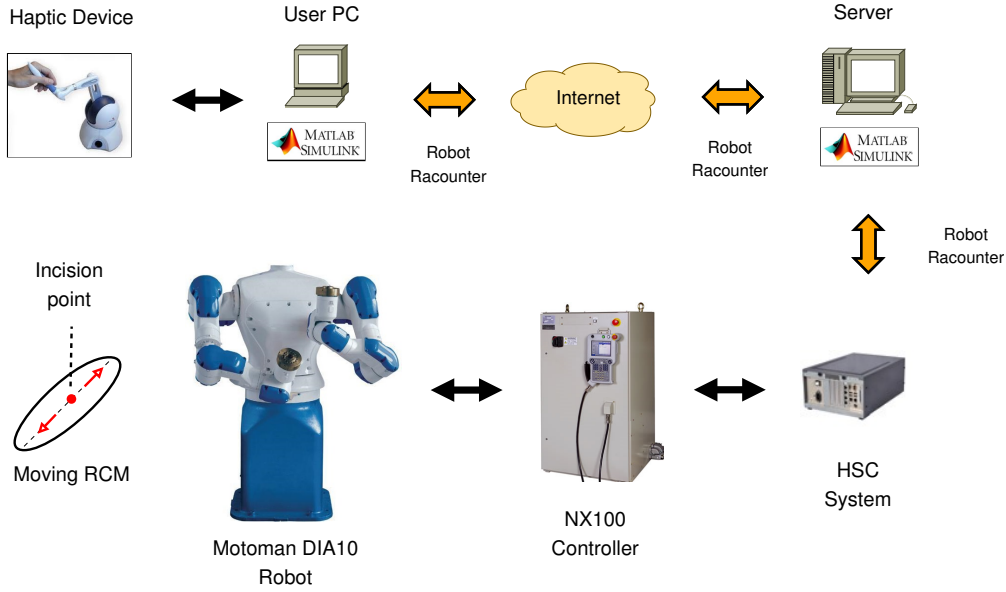 Haptic Device
User PC
Server
Internet
MATLAB
SIMULINK
MATLAB
SIMULINK
Robot
Racounter
Robot
Racounter
Robot
Racounter
Incision
point
Moving RCM
Motoman DIA10
Robot
NX100
Controller
HSC
System